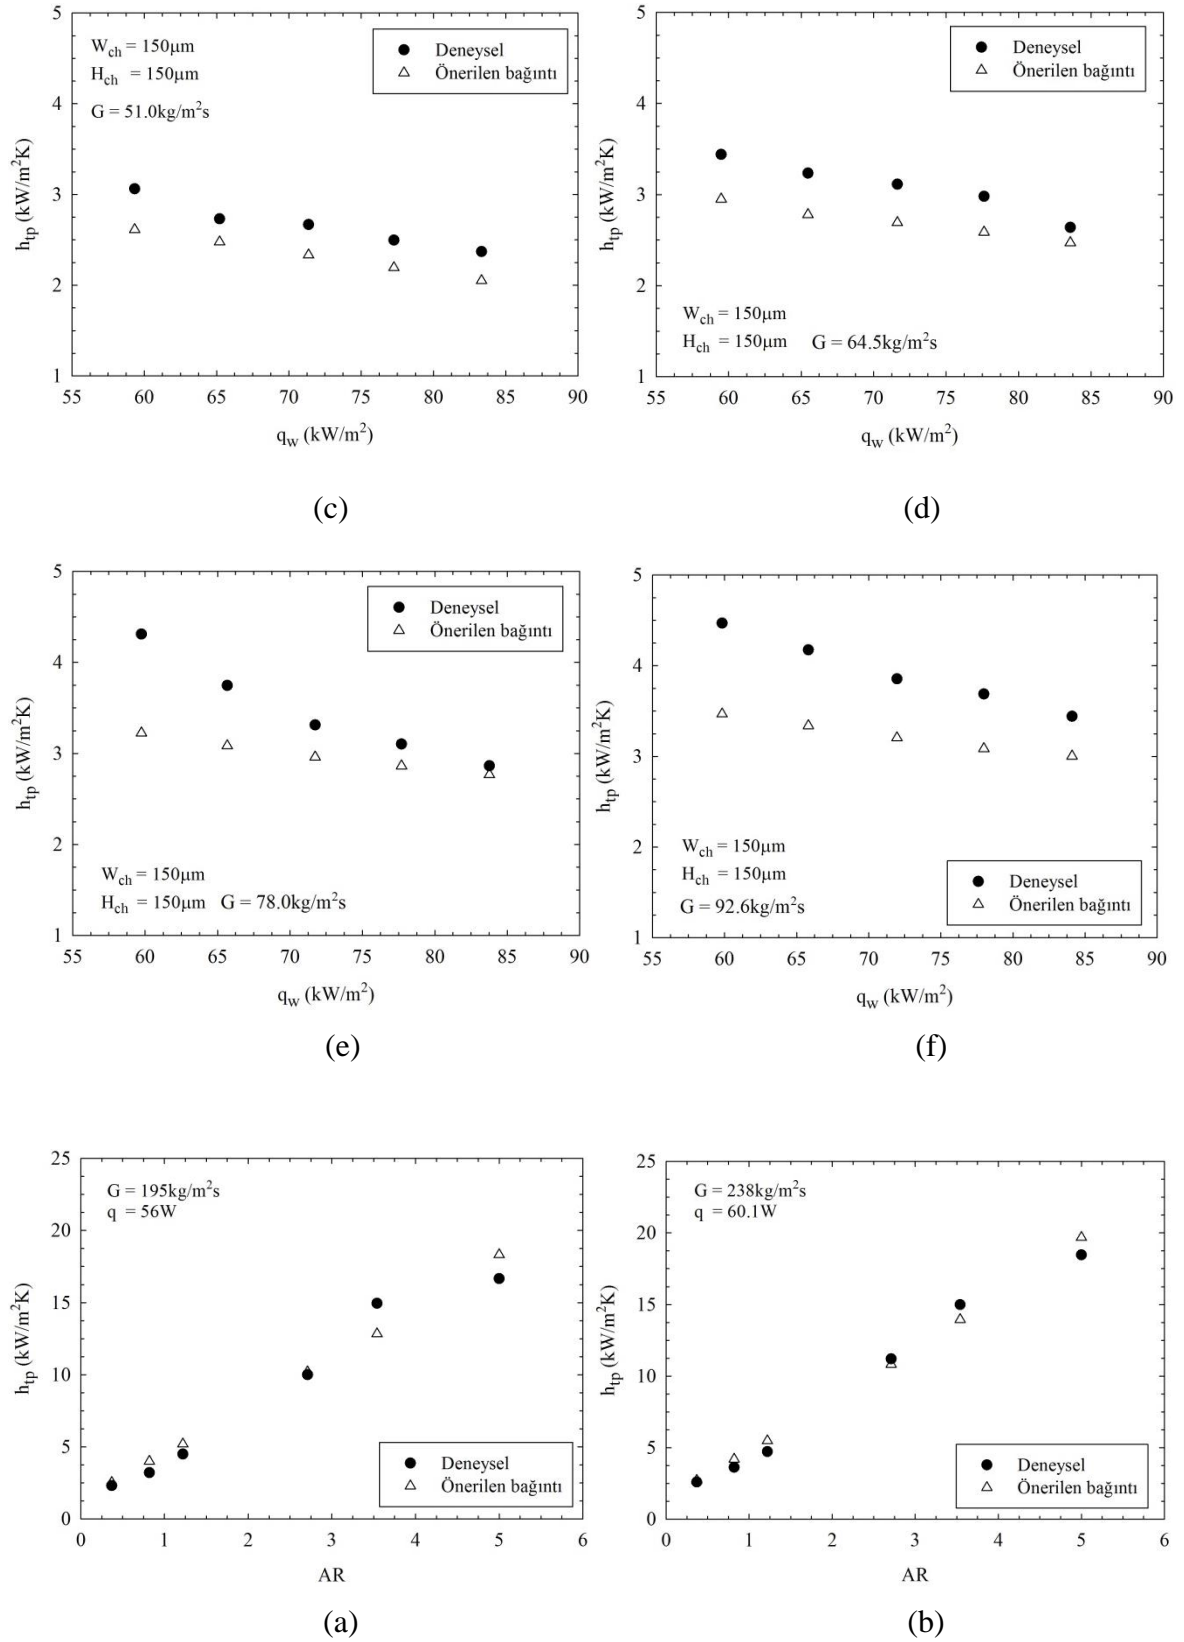 W_ch = 150μm
H_ch = 150μm
G = 51.0kg/m²s
Deneysel
Önerilen bağıntı
5
4
3
2
1
h_tp (kW/m²K)
55 60 65 70 75 80 85 90
q_w (kW/m²)
(c)
Deneysel
Önerilen bağıntı
5
4
3
2
1
h_tp (kW/m²K)
W_ch = 150μm
H_ch = 150μm G = 64.5kg/m²s
55 60 65 70 75 80 85 90
q_w (kW/m²)
(d)
Deneysel
Önerilen bağıntı
5
4
3
2
1
h_tp (kW/m²K)
W_ch = 150μm
H_ch = 150μm G = 78.0kg/m²s
55 60 65 70 75 80 85 90
q_w (kW/m²)
(e)
5
4
3
2
1
h_tp (kW/m²K)
W_ch = 150μm
H_ch = 150μm
G = 92.6kg/m²s
Deneysel
Önerilen bağıntı
55 60 65 70 75 80 85 90
q_w (kW/m²)
(f)
G = 195kg/m²s
q = 56W
25
20
15
10
5
0
h_tp (kW/m²K)
Deneysel
Önerilen bağıntı
0 1 2 3 4 5 6
AR
(a)
G = 238kg/m²s
q = 60.1W
25
20
15
10
5
0
h_tp (kW/m²K)
Deneysel
Önerilen bağıntı
0 1 2 3 4 5 6
AR
(b)